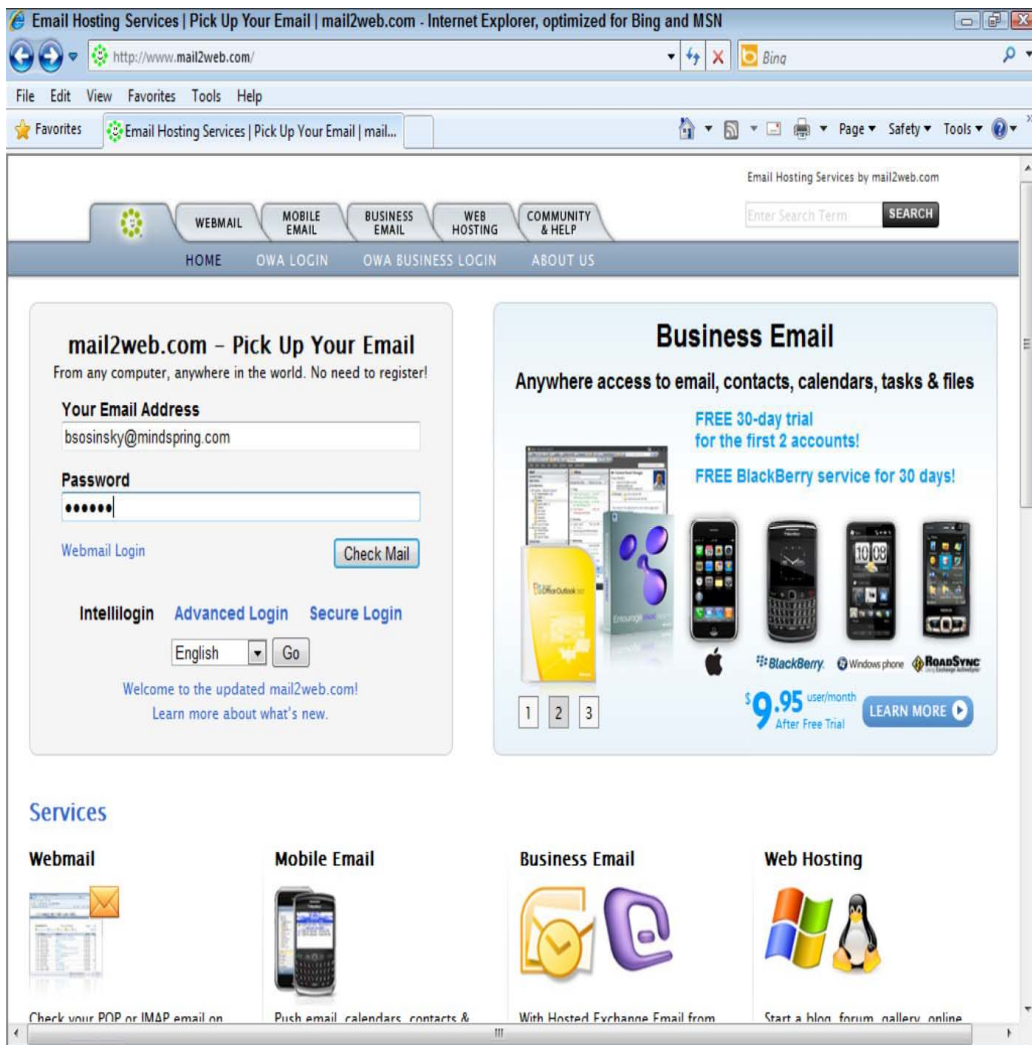 Email Hosting Services | Pick Up Your Email | mail2web.com - Internet Explorer, optimized for Bing and MSN
http://www.mail2web.com/
Bing
File Edit View Favorites Tools Help
Favorites
Email Hosting Services | Pick Up Your Email | mail...
Page Safety Tools
Email Hosting Services by mail2web.com
Enter Search Term SEARCH
WEBMAIL
MOBILE EMAIL
BUSINESS EMAIL
WEB HOSTING
COMMUNITY & HELP
HOME OWA LOGIN OWA BUSINESS LOGIN ABOUT US
mail2web.com – Pick Up Your Email
From any computer, anywhere in the world. No need to register!
Your Email Address
bsosinsky@mindspring.com
Password
••••••
Webmail Login Check Mail
Intellilogin Advanced Login Secure Login
English Go
Welcome to the updated mail2web.com!
Learn more about what's new.
Business Email
Anywhere access to email, contacts, calendars, tasks & files
FREE 30-day trial
for the first 2 accounts!
FREE BlackBerry service for 30 days!
10 08
BlackBerry. Windows phone ROADSYNC
1 2 3
$9.95 user/month
After Free Trial
LEARN MORE
Services
Webmail
Mobile Email
Business Email
Web Hosting
Check your POP or IMAP email on
Push email, calendars, contacts &
With Hosted Exchange Email from
Start a blog, forum, gallery, online